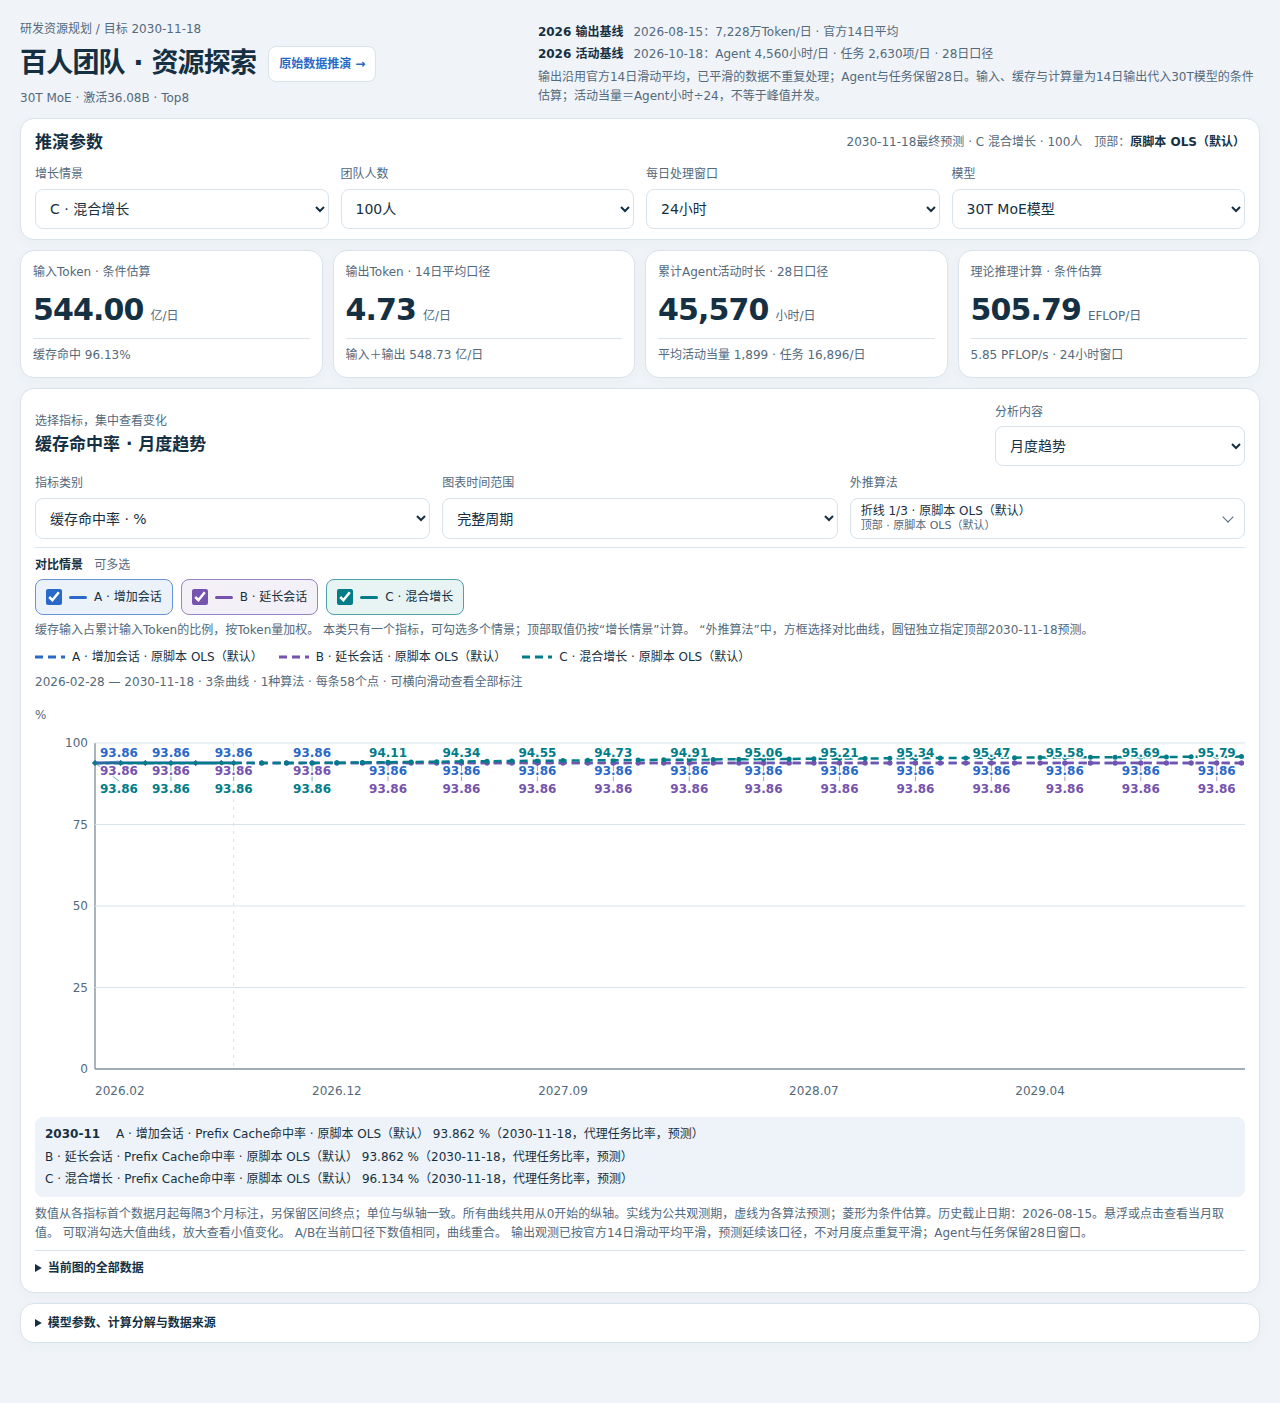 研发资源规划 / 目标 2030-11-18
百人团队 · 资源探索
原始数据推演 →
30T MoE · 激活36.08B · Top8
2026 输出基线 2026-08-15：7,228万Token/日 · 官方14日平均
2026 活动基线 2026-10-18：Agent 4,560小时/日 · 任务 2,630项/日 · 28日口径
输出沿用官方14日滑动平均，已平滑的数据不重复处理；Agent与任务保留28日。输入、缓存与计算量为14日输出代入30T模型的条件
估算；活动当量＝Agent小时÷24，不等于峰值并发。
推演参数
2030-11-18最终预测 · C 混合增长 · 100人 顶部：原脚本 OLS（默认）
增长情景 团队人数 每日处理窗口 模型
C · 混合增长 100人 24小时 30T MoE模型
输入Token · 条件估算
544.00 亿/日
缓存命中 96.13%
输出Token · 14日平均口径
4.73 亿/日
输入＋输出 548.73 亿/日
累计Agent活动时长 · 28日口径
45,570 小时/日
平均活动当量 1,899 · 任务 16,896/日
理论推理计算 · 条件估算
505.79 EFLOP/日
5.85 PFLOP/s · 24小时窗口
选择指标，集中查看变化
缓存命中率 · 月度趋势
分析内容
月度趋势
指标类别 图表时间范围 外推算法
缓存命中率 · % 完整周期 折线 1/3 · 原脚本 OLS（默认）
顶部 · 原脚本 OLS（默认）
对比情景 可多选
A · 增加会话 B · 延长会话 C · 混合增长
缓存输入占累计输入Token的比例，按Token量加权。 本类只有一个指标，可勾选多个情景；顶部取值仍按“增长情景”计算。 “外推算法”中，方框选择对比曲线，圆钮独立指定顶部2030-11-18预测。
A · 增加会话 · 原脚本 OLS（默认） B · 延长会话 · 原脚本 OLS（默认） C · 混合增长 · 原脚本 OLS（默认）
2026-02-28 — 2030-11-18 · 3条曲线 · 1种算法 · 每条58个点 · 可横向滑动查看全部标注
%
100
93.86 93.86 93.86 93.86 94.11 94.34 94.55 94.73 94.91 95.06 95.21 95.34 95.47 95.58 95.69 95.79
93.86 93.86 93.86 93.86 93.86 93.86 93.86 93.86 93.86 93.86 93.86 93.86 93.86 93.86 93.86 93.86
93.86 93.86 93.86 93.86 93.86 93.86 93.86 93.86 93.86 93.86 93.86 93.86 93.86 93.86 93.86 93.86
75
50
25
0
2026.02 2026.12 2027.09 2028.07 2029.04
2030-11 A · 增加会话 · Prefix Cache命中率 · 原脚本 OLS（默认） 93.862 %（2030-11-18，代理任务比率，预测）
B · 延长会话 · Prefix Cache命中率 · 原脚本 OLS（默认） 93.862 %（2030-11-18，代理任务比率，预测）
C · 混合增长 · Prefix Cache命中率 · 原脚本 OLS（默认） 96.134 %（2030-11-18，代理任务比率，预测）
数值从各指标首个数据月起每隔3个月标注，另保留区间终点；单位与纵轴一致。所有曲线共用从0开始的纵轴。实线为公共观测期，虚线为各算法预测；菱形为条件估算。历史截止日期：2026-08-15。悬浮或点击查看当月取
值。 可取消勾选大值曲线，放大查看小值变化。 A/B在当前口径下数值相同，曲线重合。 输出观测已按官方14日滑动平均平滑，预测延续该口径，不对月度点重复平滑；Agent与任务保留28日窗口。
当前图的全部数据
模型参数、计算分解与数据来源